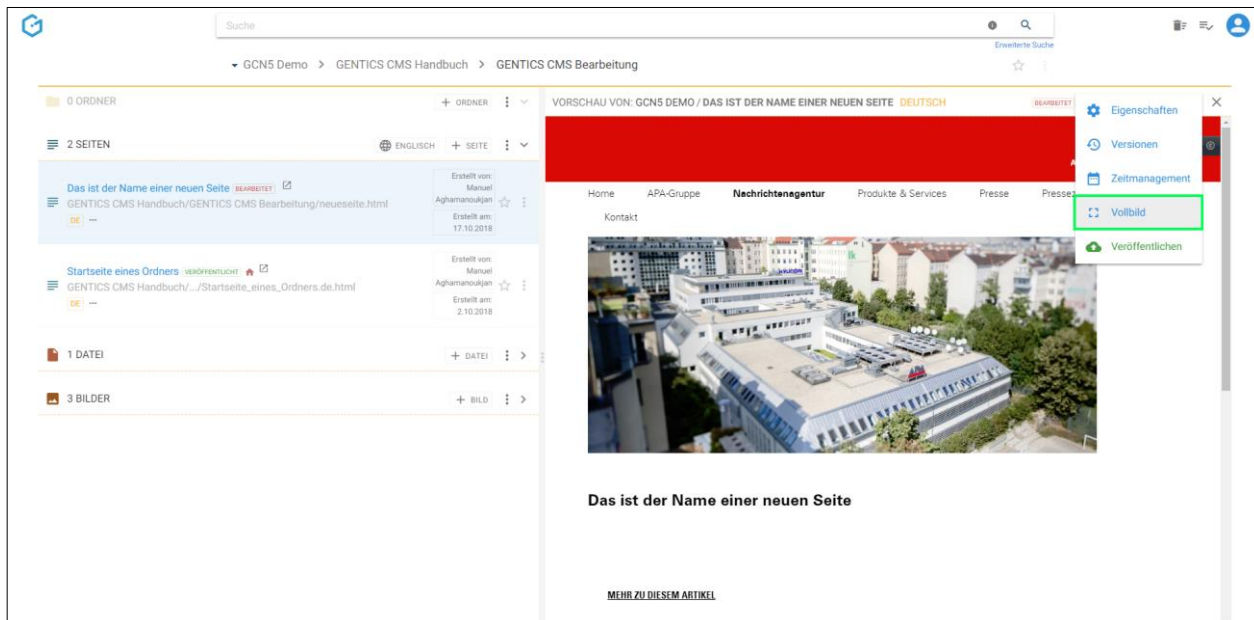 Suche
Erweiterte Suche
GCN5 Demo > GENTICS CMS Handbuch > GENTICS CMS Bearbeitung
0 ORDNER + ORDNER
2 SEITEN ENGLISCH + SEITE
Das ist der Name einer neuen Seite BEARBEITET
GENTICS CMS Handbuch/GENTICS CMS Bearbeitung/neueseite.html
DE
Erstellt von:
Manuel
Aghamanoukjan
Erstellt am:
17.10.2018
Startseite eines Ordners VERÖFFENTLICHT
GENTICS CMS Handbuch/.../Startseite_eines_Ordners.de.html
DE
Erstellt von:
Manuel
Aghamanoukjan
Erstellt am:
2.10.2018
1 DATEI + DATEI
3 BILDER + BILD
VORSCHAU VON: GCN5 DEMO / DAS IST DER NAME EINER NEUEN SEITE DEUTSCH BEARBEITET
Eigenschaften
Versionen
Zeitmanagement
Vollbild
Veröffentlichen
Home APA-Gruppe Nachrichtenagentur Produkte & Services Presse
Kontakt
APA
Das ist der Name einer neuen Seite
MEHR ZU DIESEM ARTIKEL